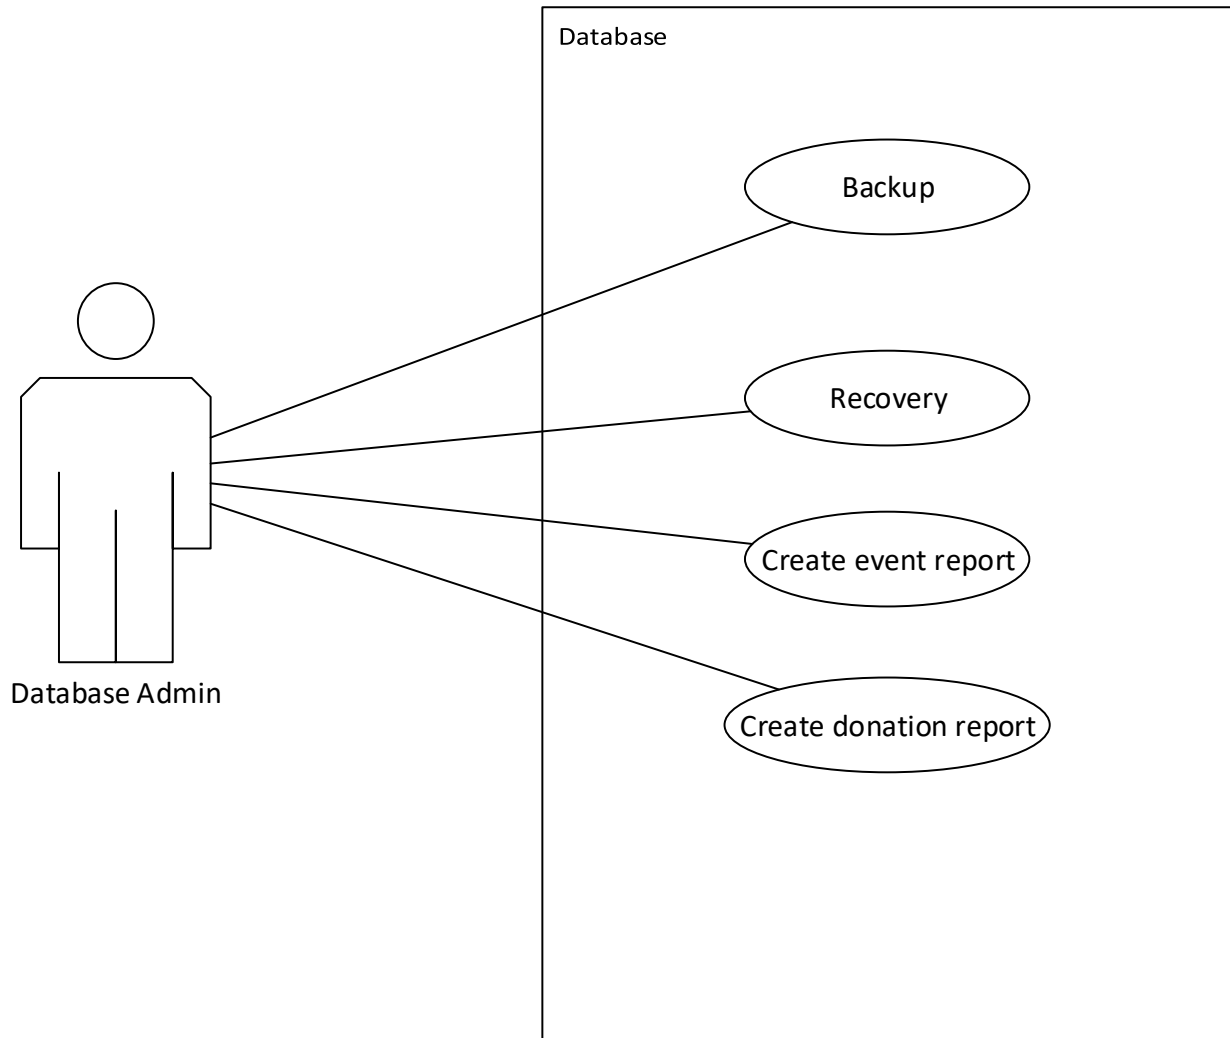 Database
Backup
Recovery
Create event report
Create donation report
Database Admin